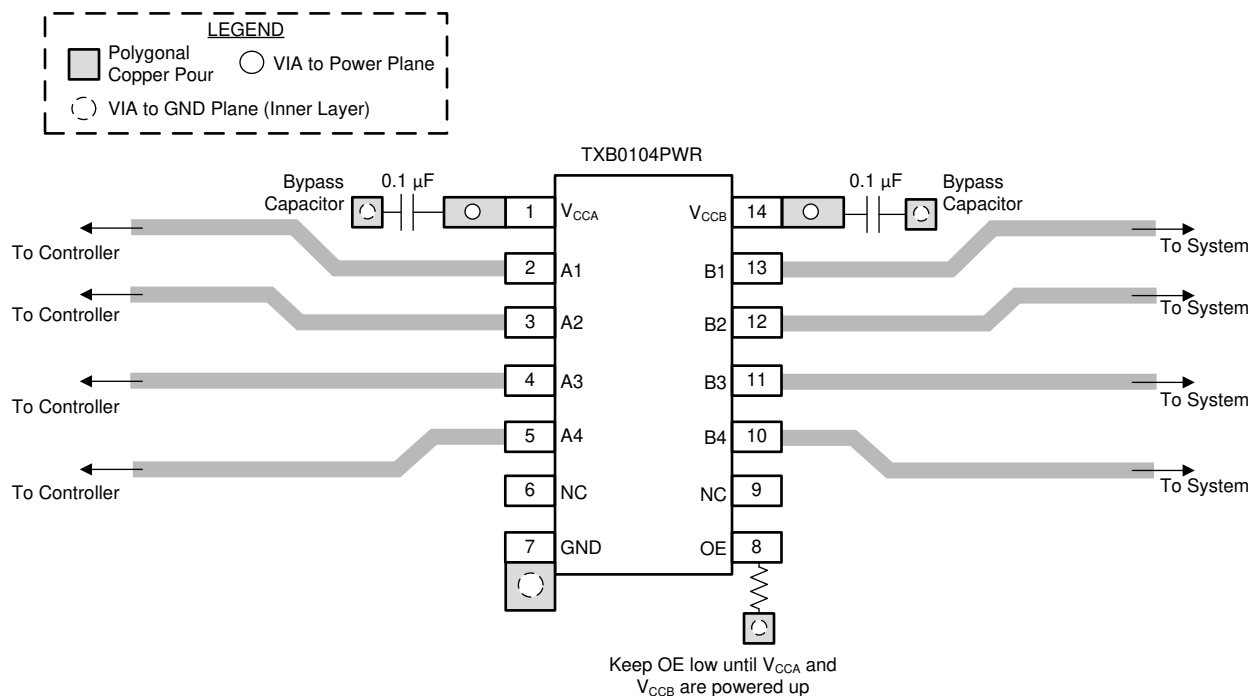 LEGEND
Polygonal
Copper Pour
VIA to Power Plane
VIA to GND Plane (Inner Layer)
TXB0104PWR
Bypass
Capacitor
0.1 µF
0.1 µF
Bypass
Capacitor
1
VCCA
VCCB
14
To Controller
2
A1
B1
13
To System
To Controller
3
A2
B2
12
To System
To Controller
4
A3
B3
11
To System
To Controller
5
A4
B4
10
To System
6
NC
NC
9
7
GND
OE
8
Keep OE low until VCCA and
VCCB are powered up